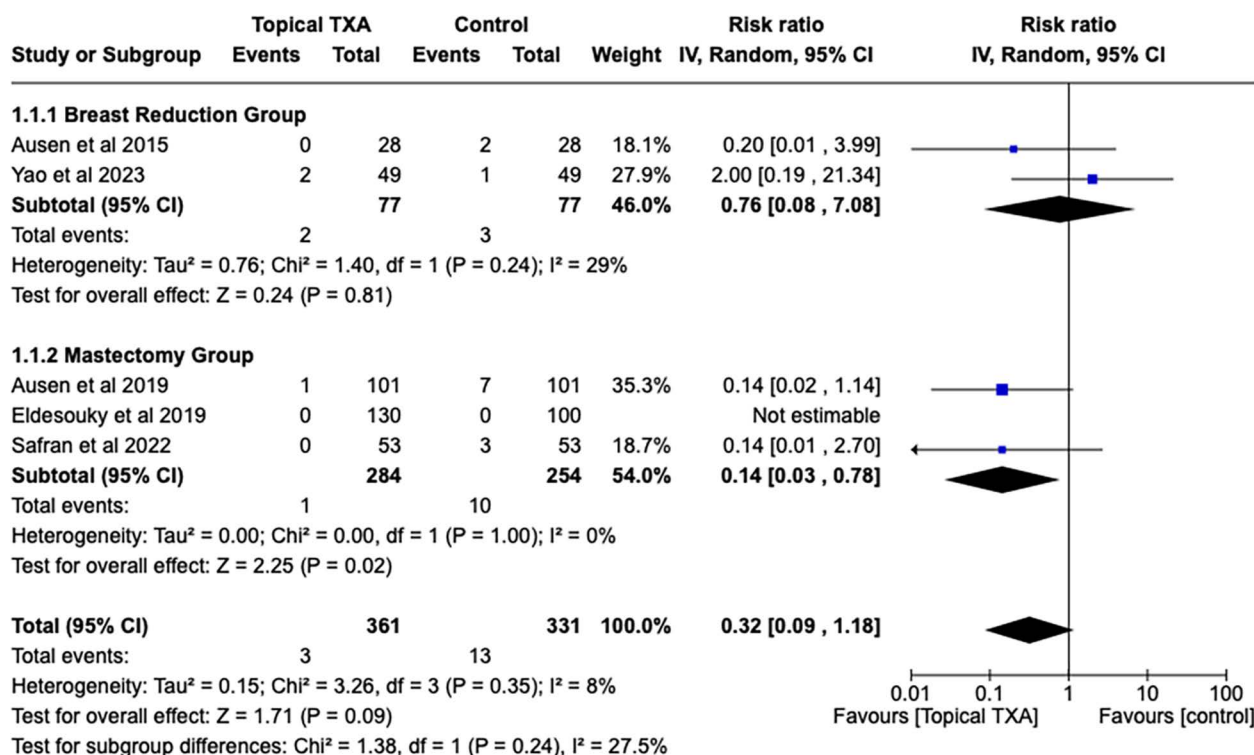 Topical TXA Control Risk ratio Risk ratio
Study or Subgroup Events Total Events Total Weight IV, Random, 95% CI IV, Random, 95% CI
1.1.1 Breast Reduction Group
Ausen et al 2015 0 28 2 28 18.1% 0.20 [0.01 , 3.99]
Yao et al 2023 2 49 1 49 27.9% 2.00 [0.19 , 21.34]
Subtotal (95% CI) 77 77 46.0% 0.76 [0.08 , 7.08]
Total events: 2 3
Heterogeneity: Tau² = 0.76; Chi² = 1.40, df = 1 (P = 0.24); I² = 29%
Test for overall effect: Z = 0.24 (P = 0.81)
1.1.2 Mastectomy Group
Ausen et al 2019 1 101 7 101 35.3% 0.14 [0.02 , 1.14]
Eldesouky et al 2019 0 130 0 100 Not estimable
Safran et al 2022 0 53 3 53 18.7% 0.14 [0.01 , 2.70]
Subtotal (95% CI) 284 254 54.0% 0.14 [0.03 , 0.78]
Total events: 1 10
Heterogeneity: Tau² = 0.00; Chi² = 0.00, df = 1 (P = 1.00); I² = 0%
Test for overall effect: Z = 2.25 (P = 0.02)
Total (95% CI) 361 331 100.0% 0.32 [0.09 , 1.18]
Total events: 3 13
Heterogeneity: Tau² = 0.15; Chi² = 3.26, df = 3 (P = 0.35); I² = 8%
0.01 0.1 1 10 100
Test for overall effect: Z = 1.71 (P = 0.09)
Favours [Topical TXA] Favours [control]
Test for subgroup differences: Chi² = 1.38, df = 1 (P = 0.24), I² = 27.5%